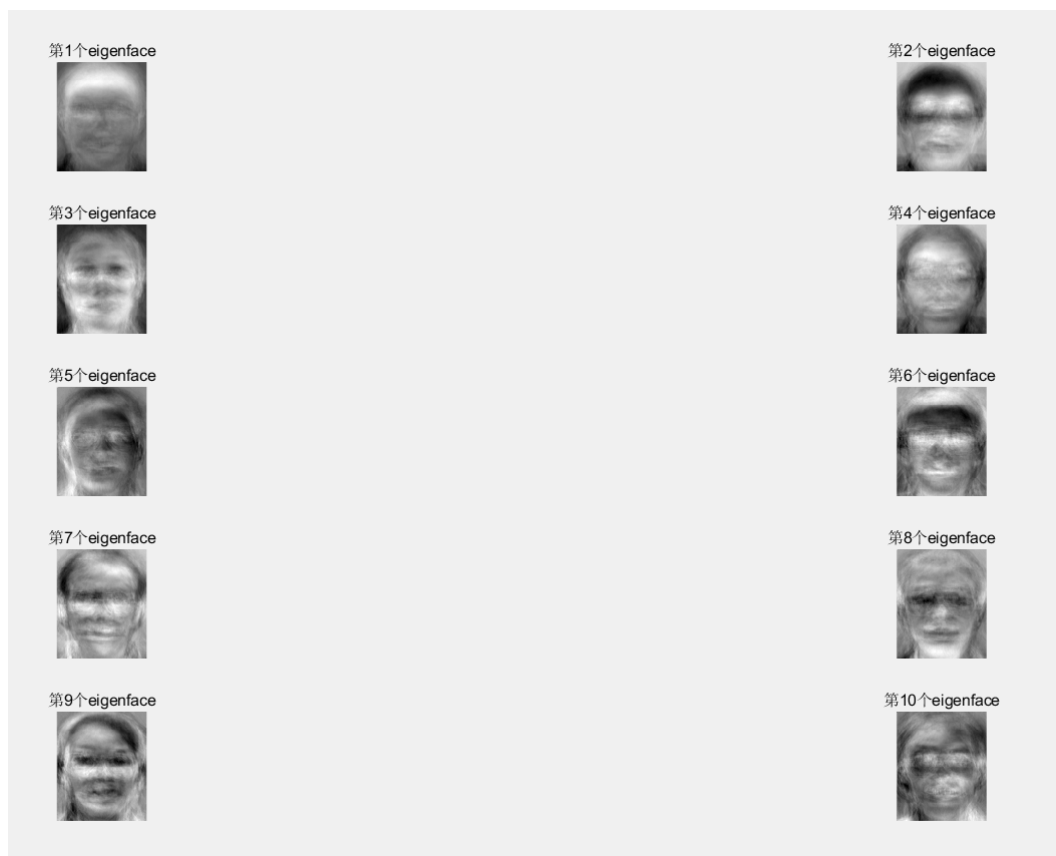 第1个eigenface
第2个eigenface
第3个eigenface
第4个eigenface
第5个eigenface
第6个eigenface
第7个eigenface
第8个eigenface
第9个eigenface
第10个eigenface